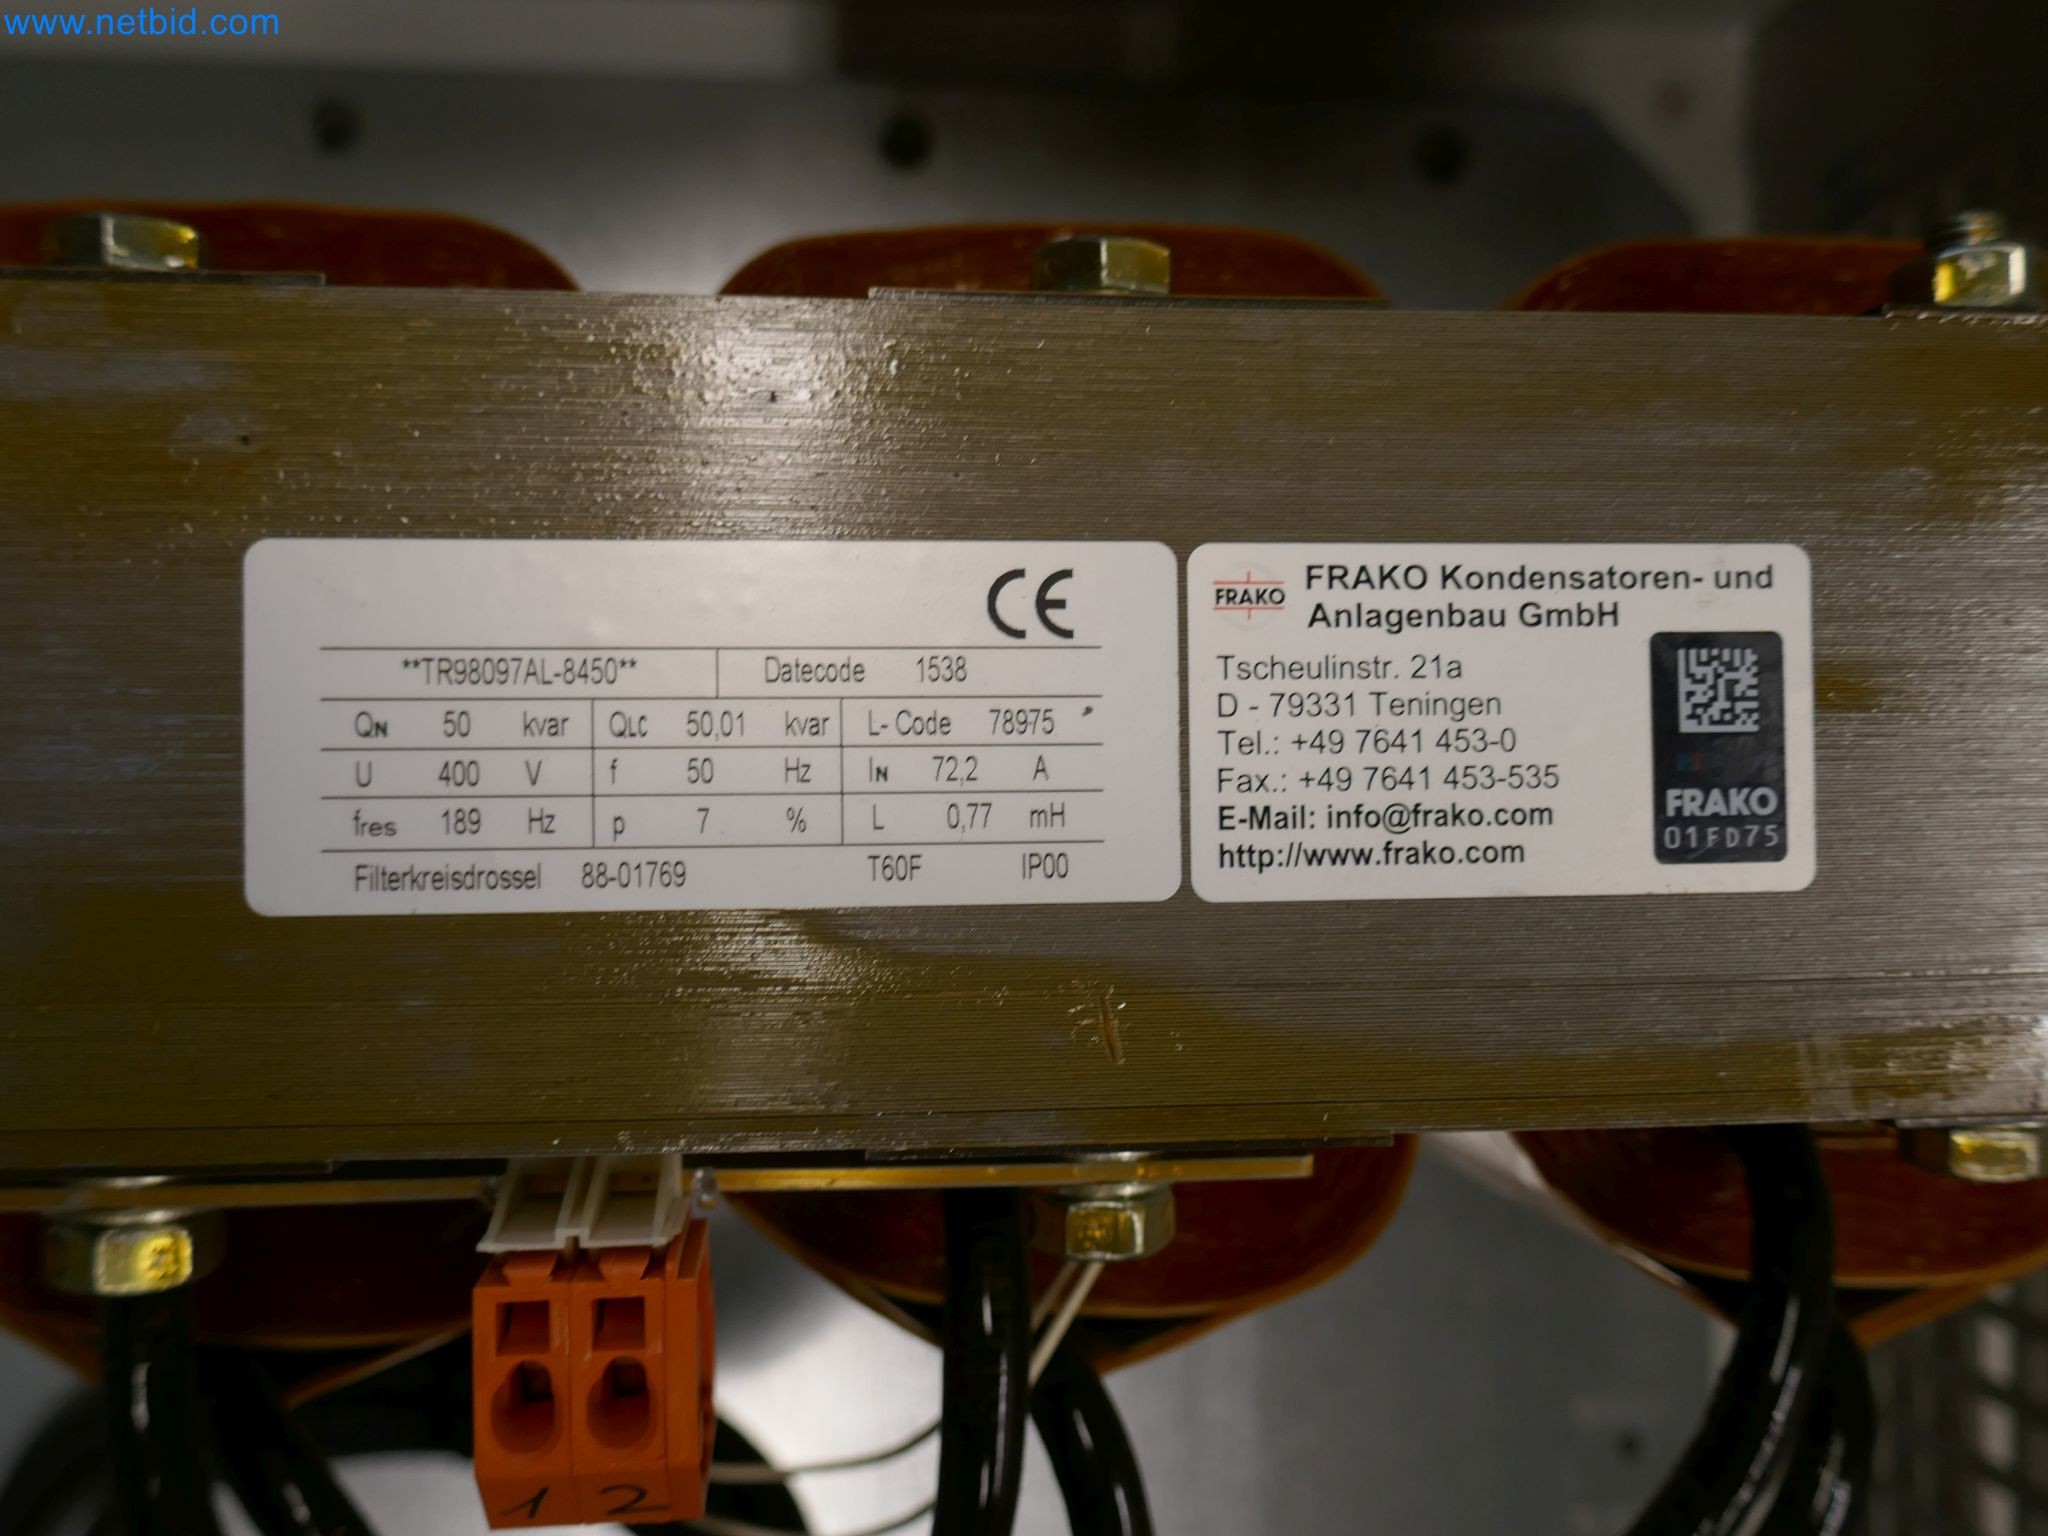 www.netbid.com
CE
**TR98097AL-8450** Datecode 1538
QN 50 kvar QLC 50,01 kvar L-Code 78975
U 400 V f 50 Hz IN 72,2 A
fres 189 Hz p 7 % L 0,77 mH
Filterkreisdrossel 88-01769 T60F IP00
FRAKO
FRAKO Kondensatoren- und
Anlagenbau GmbH
Tscheulinstr. 21a
D - 79331 Teningen
Tel.: +49 7641 453-0
Fax.: +49 7641 453-535
E-Mail: info@frako.com
http://www.frako.com
FRAKO
01FD75
1 2